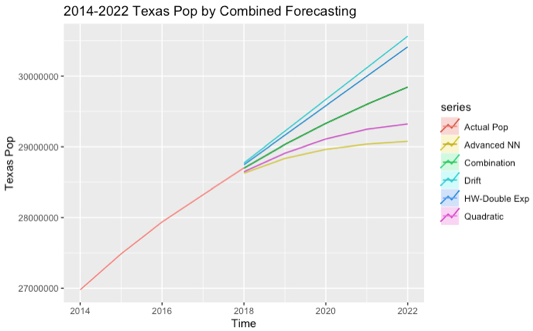 2014-2022 Texas Pop by Combined Forecasting
Texas Pop
30000000
29000000
28000000
27000000
2014
2016
2018
2020
2022
Time
series
Actual Pop
Advanced NN
Combination
Drift
HW-Double Exp
Quadratic